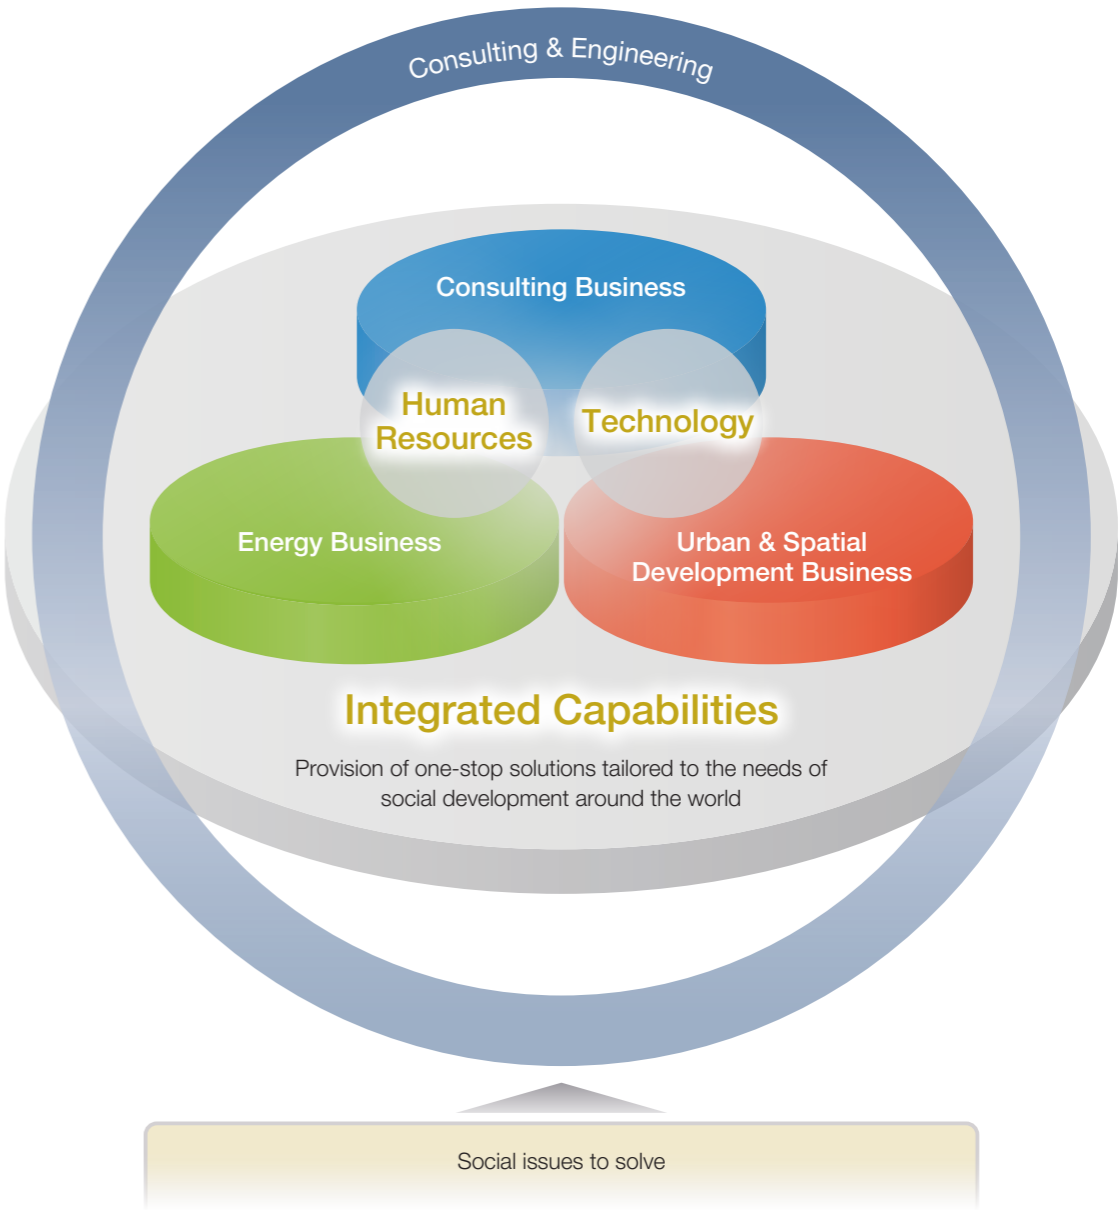 Consulting & Engineering
Consulting Business
Human
Resources
Technology
Energy Business
Urban & Spatial
Development Business
Integrated Capabilities
Provision of one-stop solutions tailored to the needs of
social development around the world
Social issues to solve